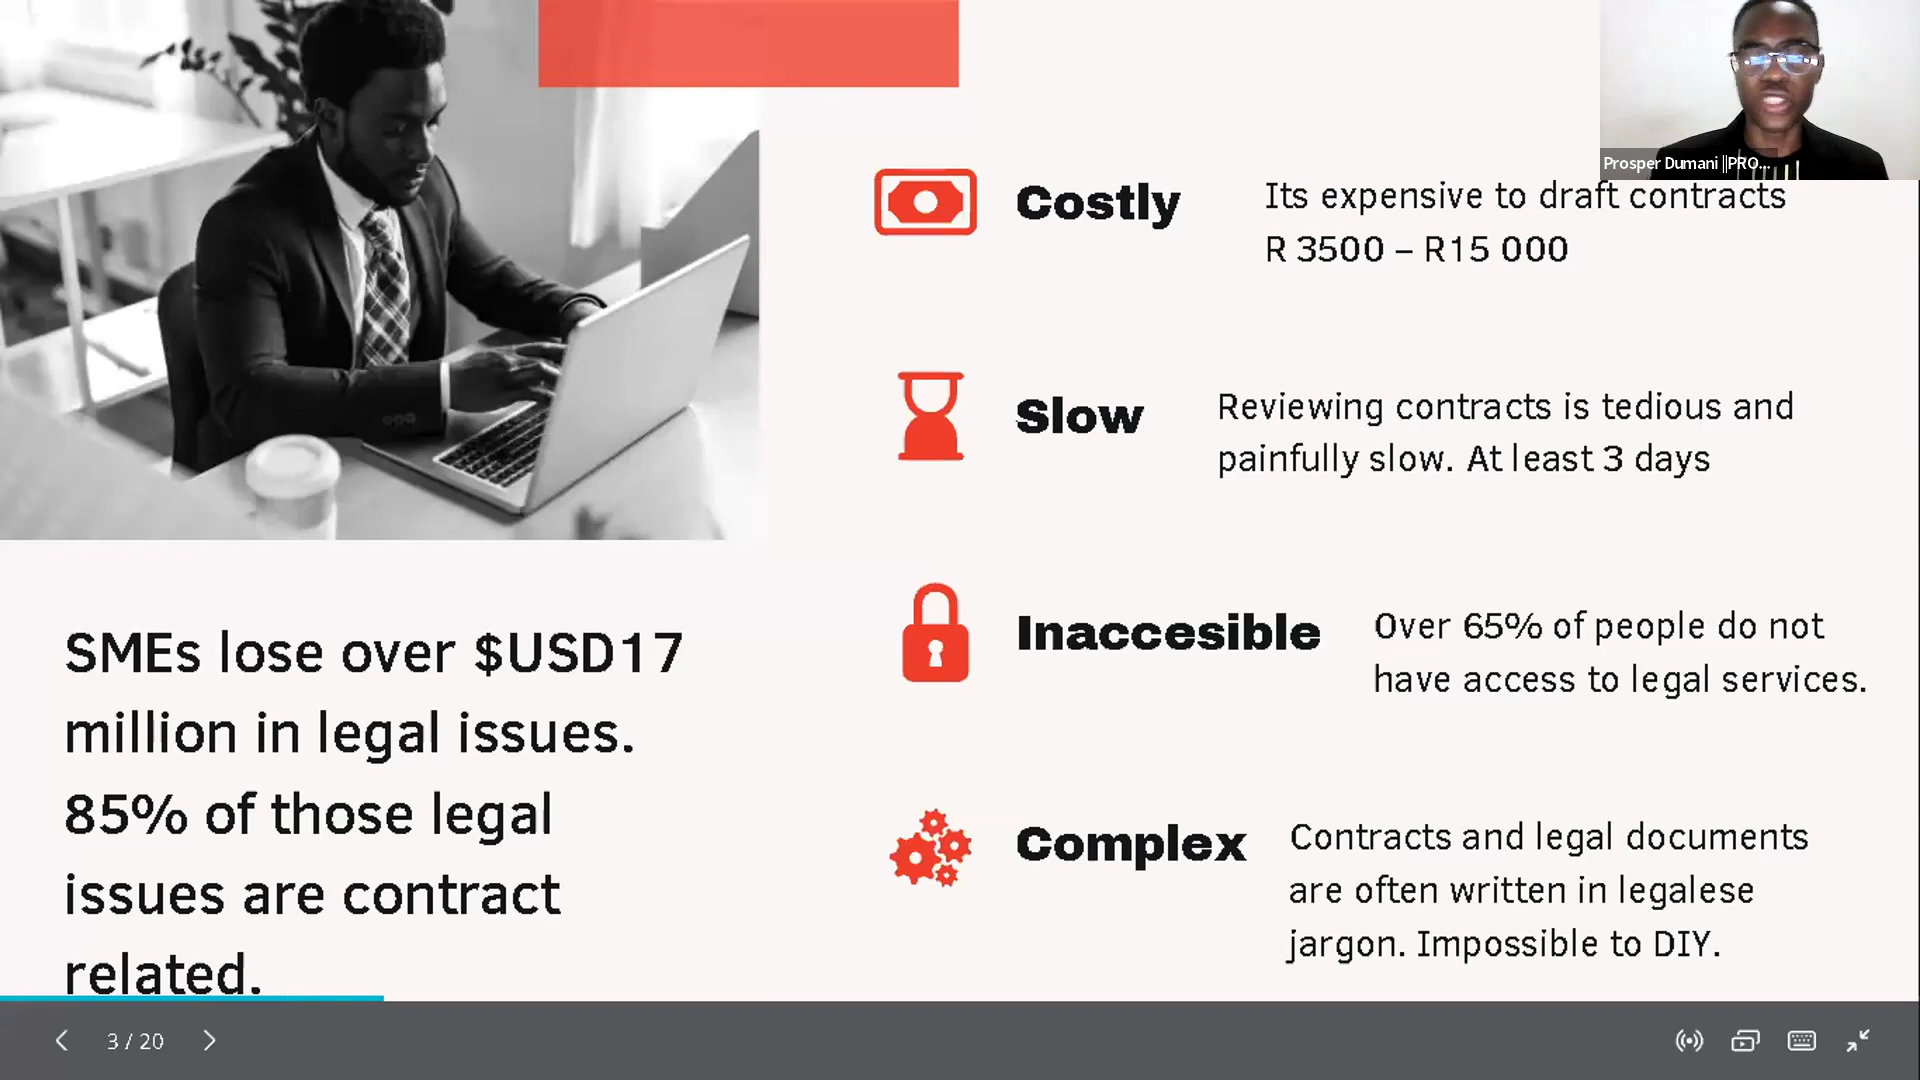 Prosper Dumani ||PRO...
Costly
Its expensive to draft contracts
R 3500 – R15 000
Slow
Reviewing contracts is tedious and
painfully slow. At least 3 days
Inaccesible
Over 65% of people do not
have access to legal services.
Complex
Contracts and legal documents
are often written in legalese
jargon. Impossible to DIY.
SMEs lose over $USD17
million in legal issues.
85% of those legal
issues are contract
related.
3 / 20